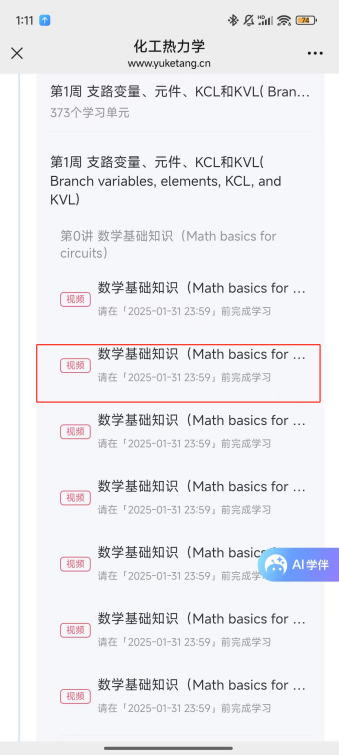 1:11
HD
74
化工热力学
www.yuketang.cn
第1周 支路变量、元件、KCL和KVL( Bran...
373个学习单元
第1周 支路变量、元件、KCL和KVL(
Branch variables, elements, KCL, and
KVL)
第0讲 数学基础知识（Math basics for
circuits）
数学基础知识（Math basics for ...
视频
请在「2025-01-31 23:59」前完成学习
数学基础知识（Math basics for ...
视频
请在「2025-01-31 23:59」前完成学习
数学基础知识（Math basics for ...
视频
请在「2025-01-31 23:59」前完成学习
数学基础知识（Math basics for ...
视频
请在「2025-01-31 23:59」前完成学习
数学基础知识（Math basics
视频
请在「2025-01-31 23:59」前完成学习
AI学伴
数学基础知识（Math basics for ...
视频
请在「2025-01-31 23:59」前完成学习
数学基础知识（Math basics for ...
视频
请在「2025-01-31 23:59」前完成学习